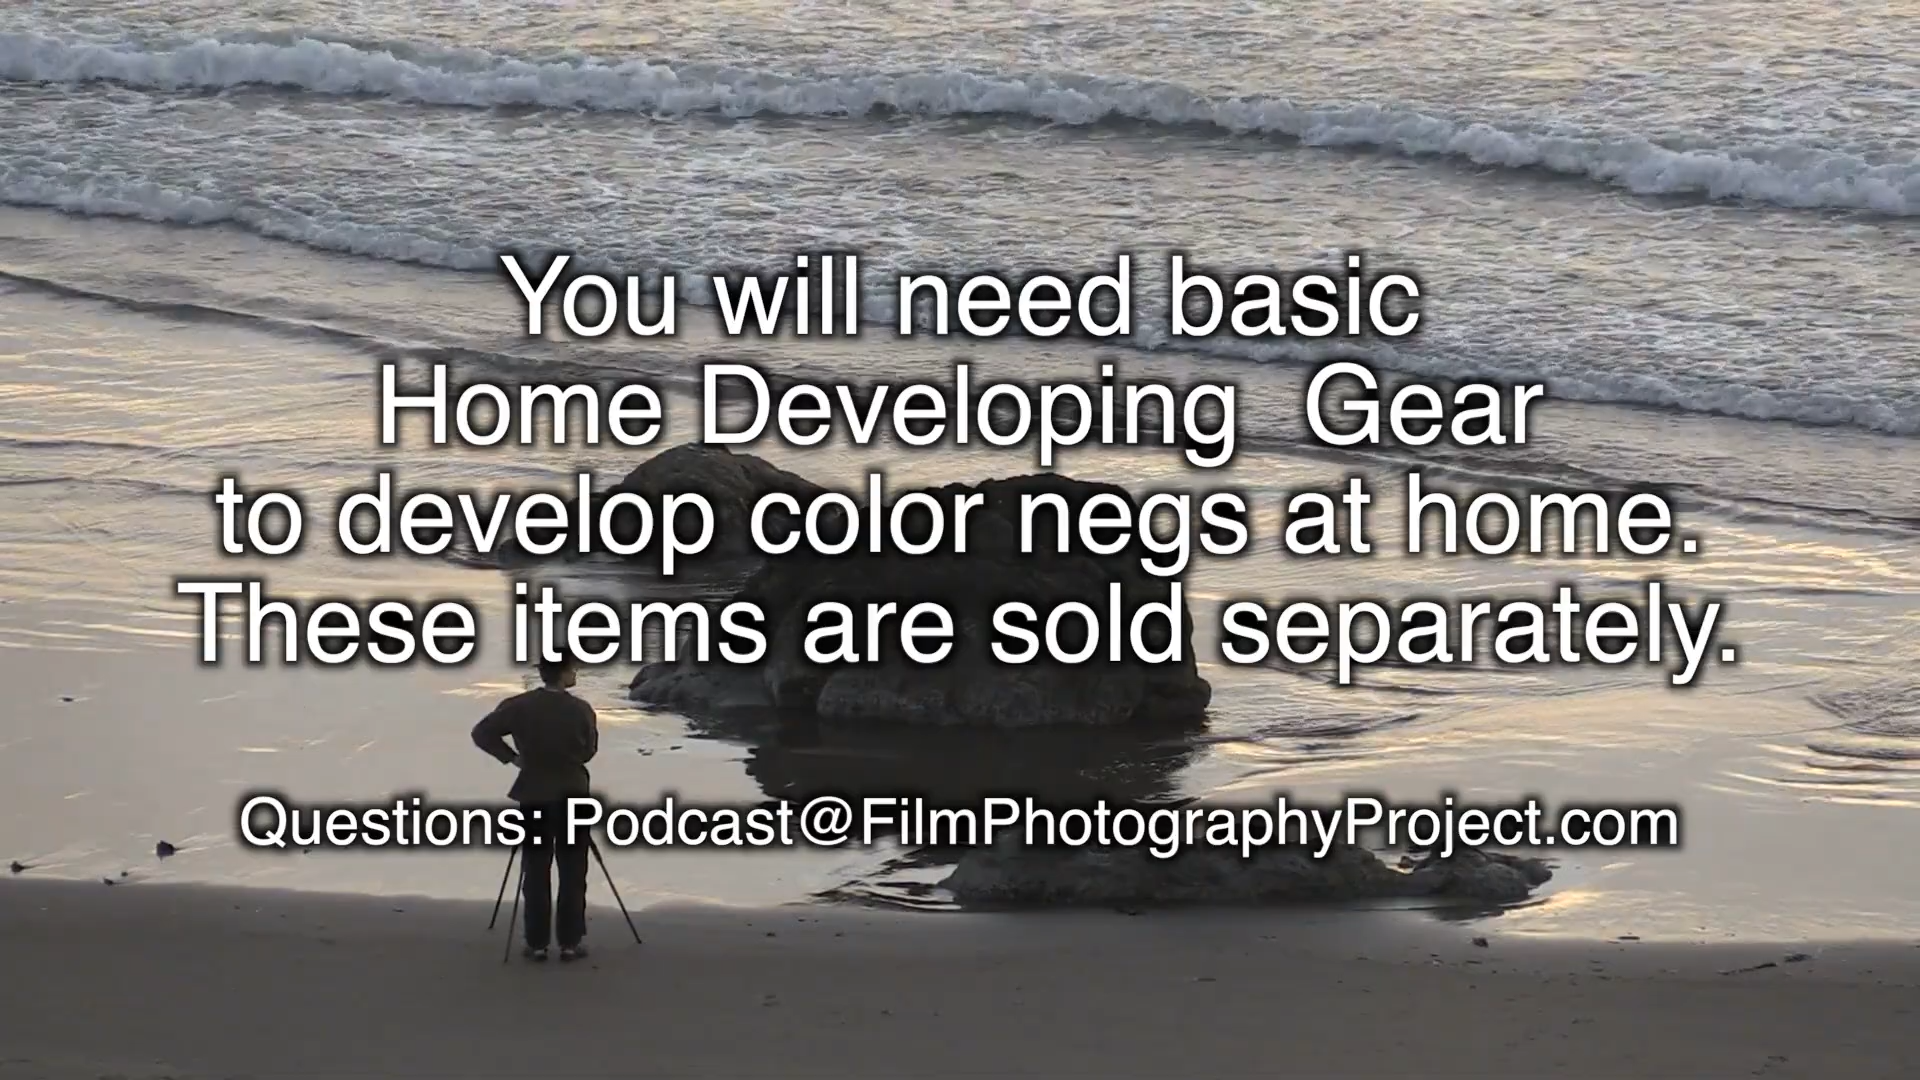 You will need basic
Home Developing  Gear
to develop color negs at home.
These items are sold separately.
Questions: Podcast@FilmPhotographyProject.com